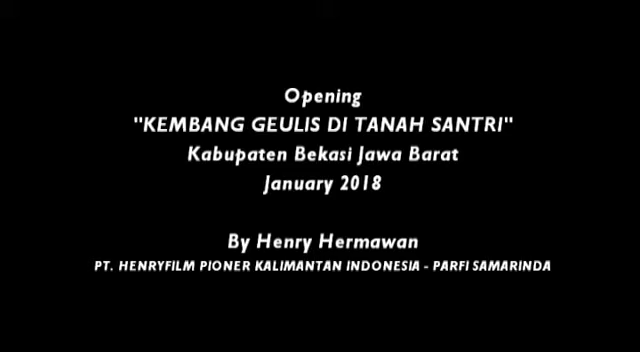 Opening
"KEMBANG GEULIS DI TANAH SANTRI"
Kabupaten Bekasi Jawa Barat
January 2018
By Henry Hermawan
PT. HENRYFILM PIONER KALIMANTAN INDONESIA - PARFI SAMARINDA